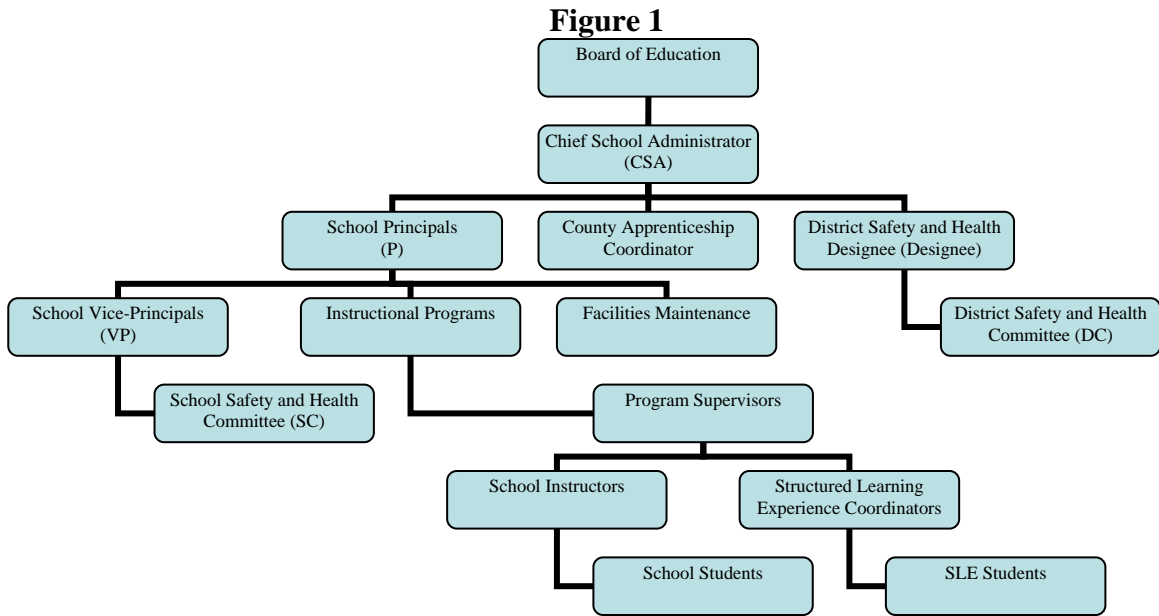 Figure 1
Board of Education
Chief School Administrator
(CSA)
School Principals
(P)
County Apprenticeship
Coordinator
District Safety and Health
Designee (Designee)
School Vice-Principals
(VP)
Instructional Programs
Facilities Maintenance
District Safety and Health
Committee (DC)
School Safety and Health
Committee (SC)
Program Supervisors
School Instructors
Structured Learning
Experience Coordinators
School Students
SLE Students